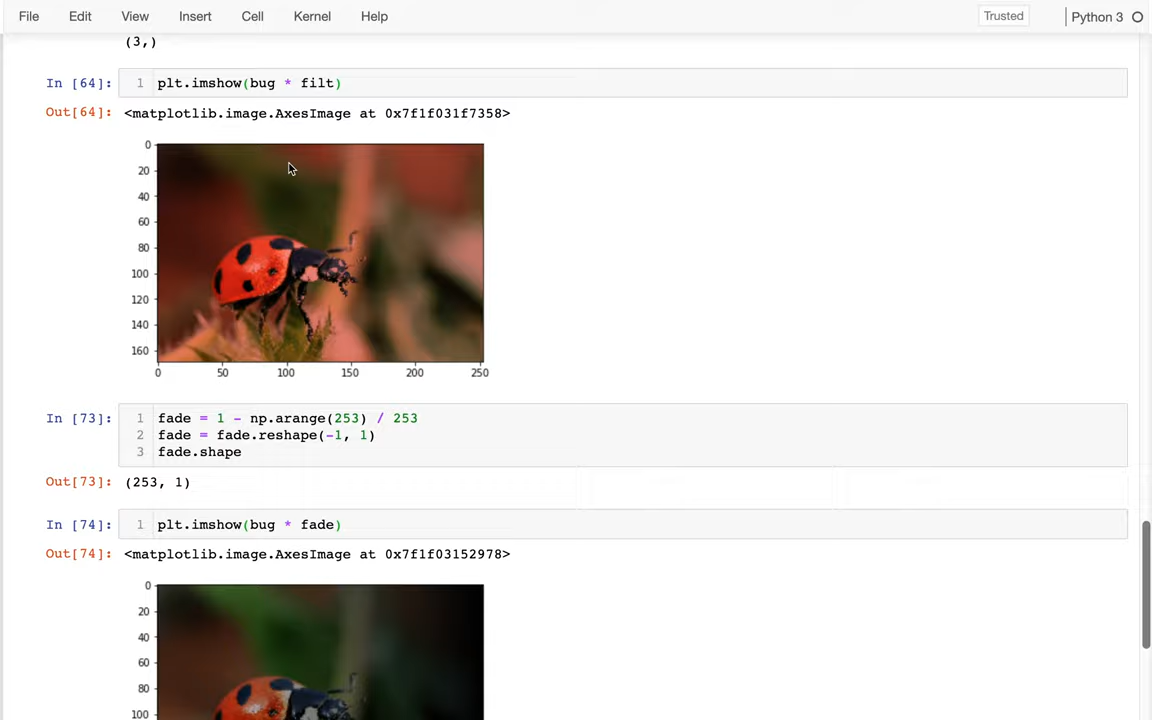 File Edit View Insert Cell Kernel Help Trusted Python 3
(3,)
In [64]: 1 plt.imshow(bug * filt)
Out[64]: <matplotlib.image.AxesImage at 0x7f1f031f7358>
0
20
40
60
80
100
120
140
160
0 50 100 150 200 250
In [73]: 1 fade = 1 - np.arange(253) / 253
2 fade = fade.reshape(-1, 1)
3 fade.shape
Out[73]: (253, 1)
In [74]: 1 plt.imshow(bug * fade)
Out[74]: <matplotlib.image.AxesImage at 0x7f1f03152978>
0
20
40
60
80
100